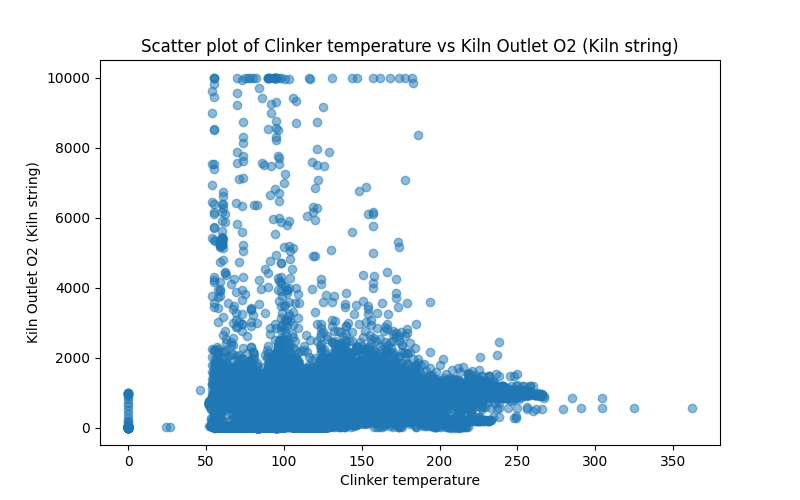 Scatter plot of Clinker temperature vs Kiln Outlet O2 (Kiln string)
10000
8000
6000
4000
2000
0
Kiln Outlet O2 (Kiln string)
0 50 100 150 200 250 300 350
Clinker temperature